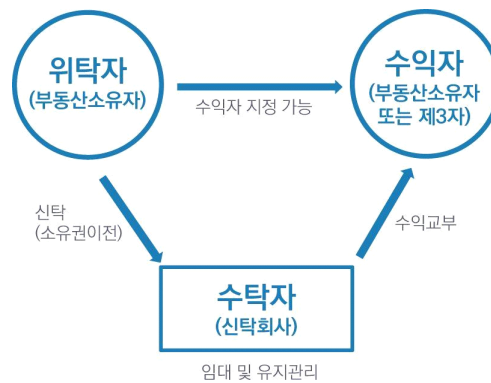 위탁자
(부동산소유자)
수익자 지정 가능
수익자
(부동산소유자
또는 제3자)
신탁
(소유권이전)
수익교부
수탁자
(신탁회사)
임대 및 유지관리